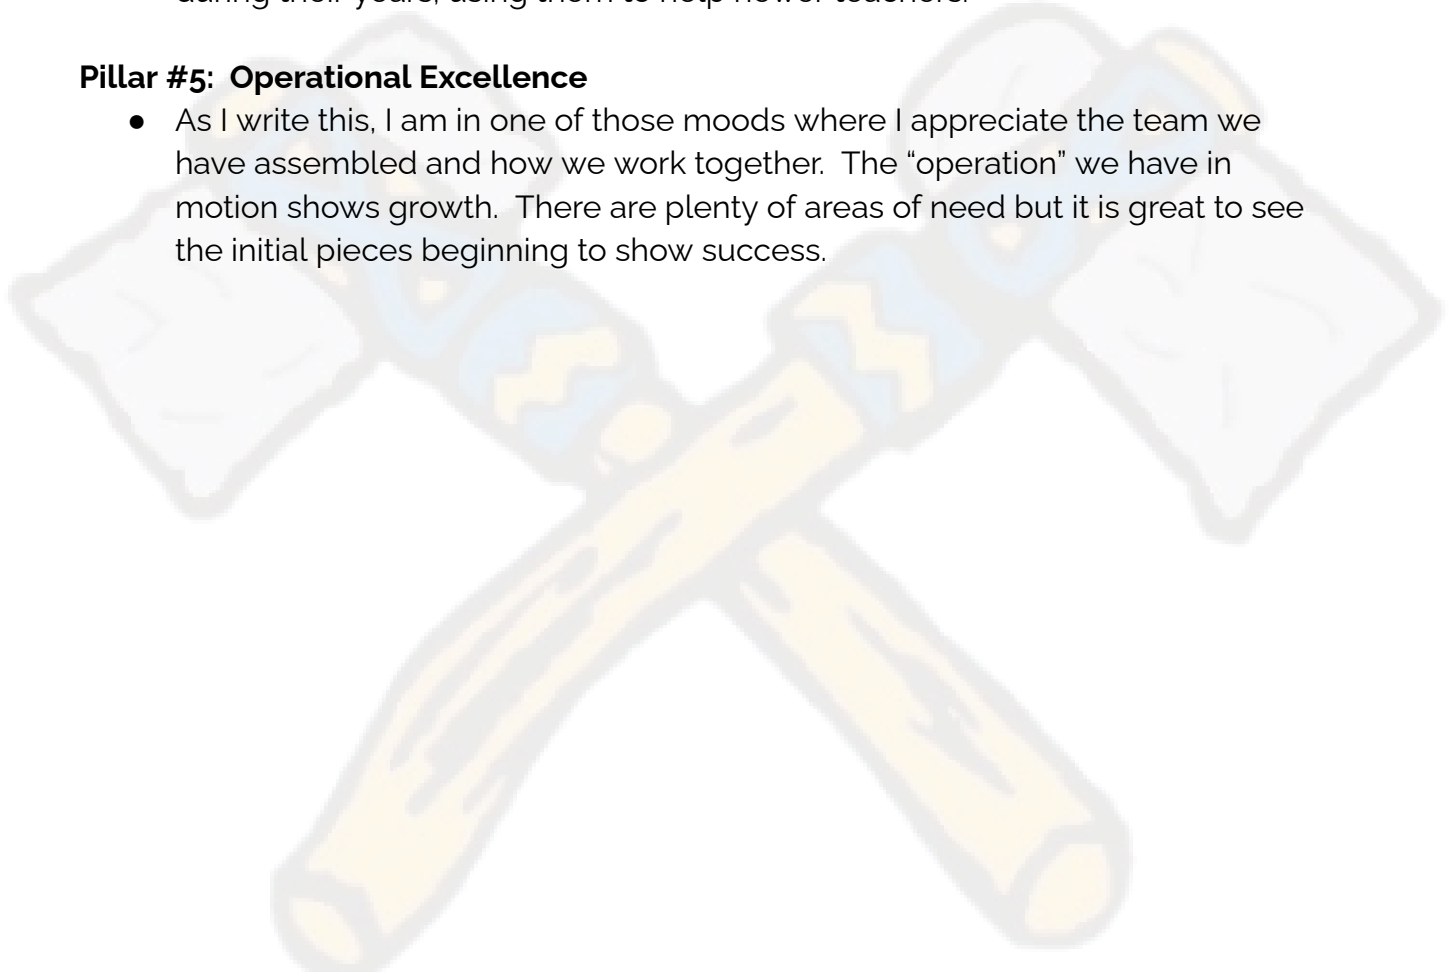 during their years, using them to help newer teachers.
Pillar #5:  Operational Excellence
● As I write this, I am in one of those moods where I appreciate the team we
have assembled and how we work together.  The “operation” we have in
motion shows growth.  There are plenty of areas of need but it is great to see
the initial pieces beginning to show success.